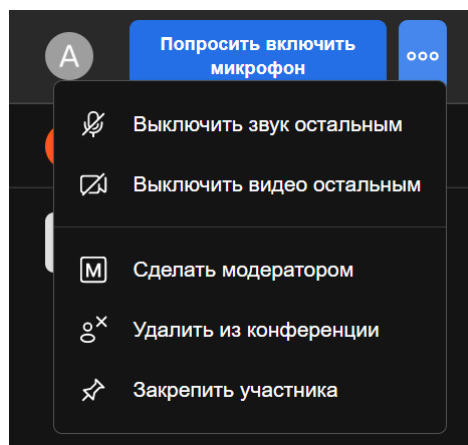 A
Попросить включить
микрофон
Выключить звук остальным
Выключить видео остальным
M
Сделать модератором
Удалить из конференции
Закрепить участника